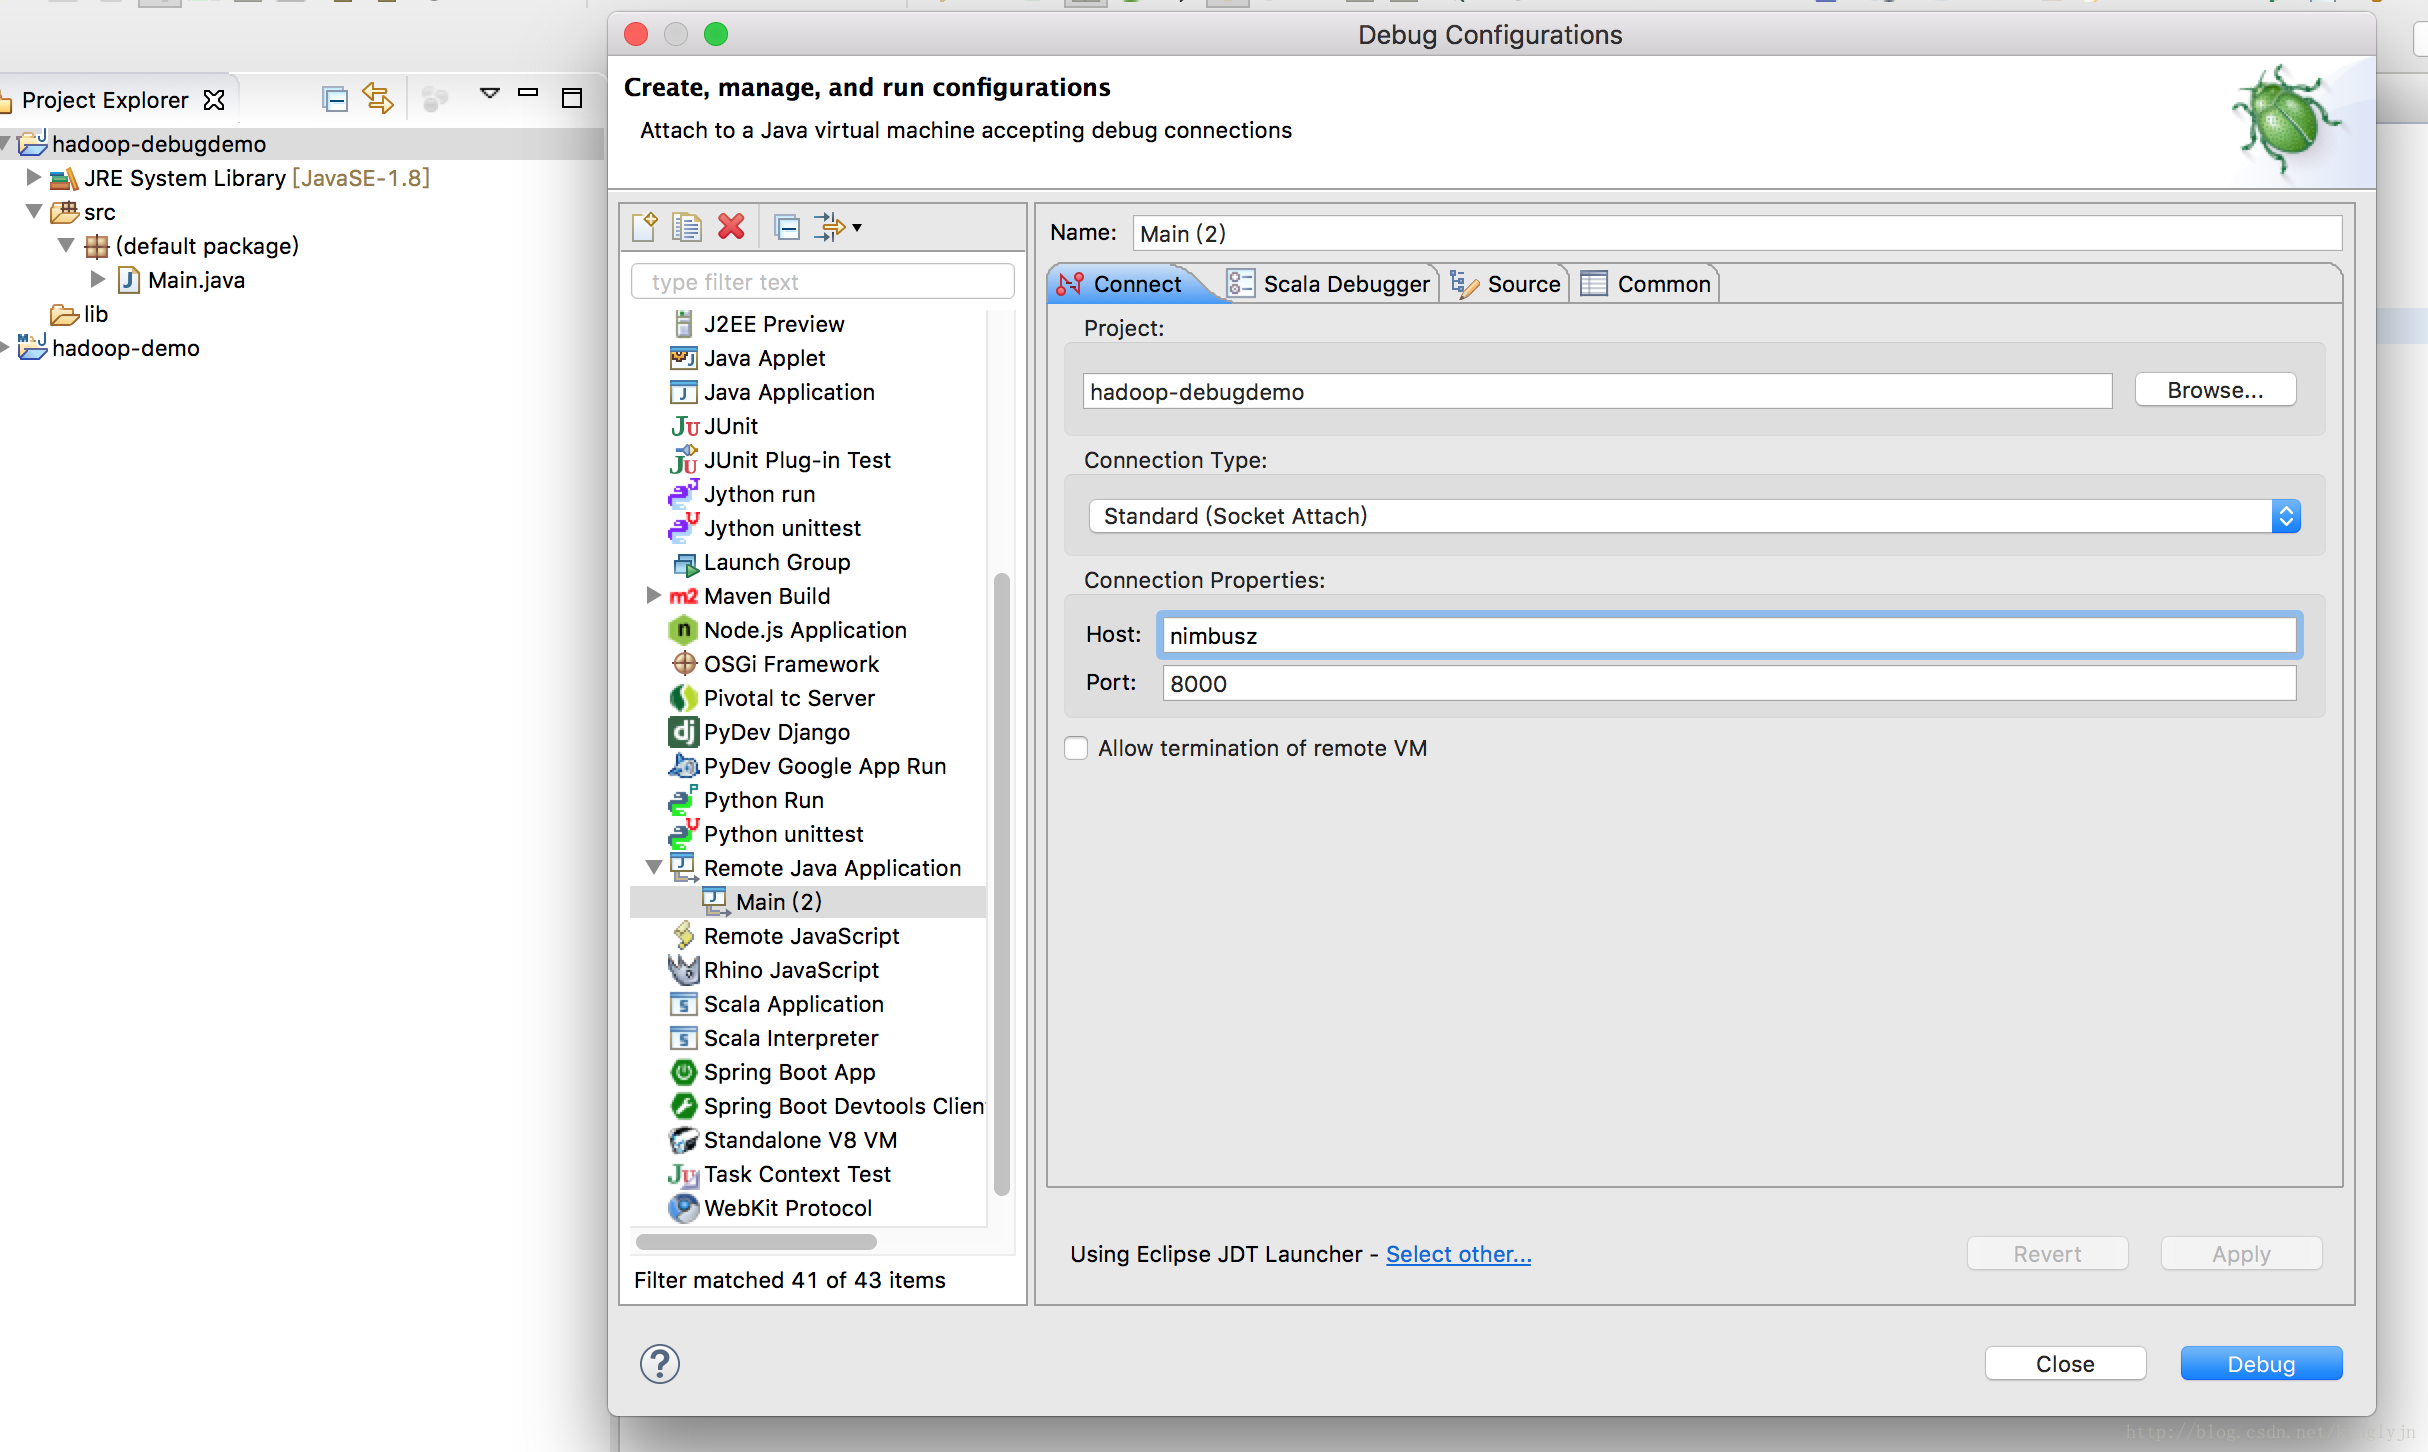 Debug Configurations
Create, manage, and run configurations
Attach to a Java virtual machine accepting debug connections
Project Explorer
hadoop-debugdemo
JRE System Library [JavaSE-1.8]
src
(default package)
Main.java
lib
hadoop-demo
type filter text
J2EE Preview
Java Applet
Java Application
JUnit
JUnit Plug-in Test
Jython run
Jython unittest
Launch Group
Maven Build
Node.js Application
OSGi Framework
Pivotal tc Server
PyDev Django
PyDev Google App Run
Python Run
Python unittest
Remote Java Application
Main (2)
Remote JavaScript
Rhino JavaScript
Scala Application
Scala Interpreter
Spring Boot App
Spring Boot Devtools Clien
Standalone V8 VM
Task Context Test
WebKit Protocol
Filter matched 41 of 43 items
Name: Main (2)
Connect Scala Debugger Source Common
Project:
hadoop-debugdemo Browse...
Connection Type:
Standard (Socket Attach)
Connection Properties:
Host: nimbusz
Port: 8000
Allow termination of remote VM
Using Eclipse JDT Launcher - Select other...
Revert Apply
Close Debug